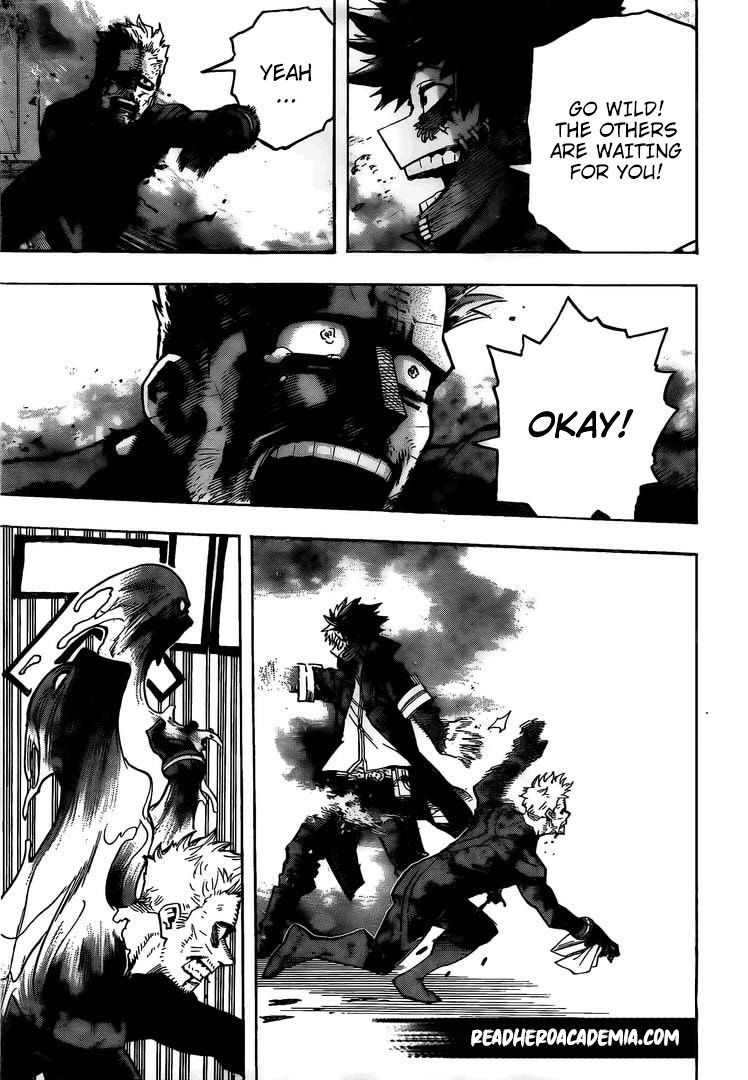 GO WILD!
THE OTHERS
ARE WAITING
FOR YOU!
YEAH
...
OKAY!
READHEROACADEMIA.COM